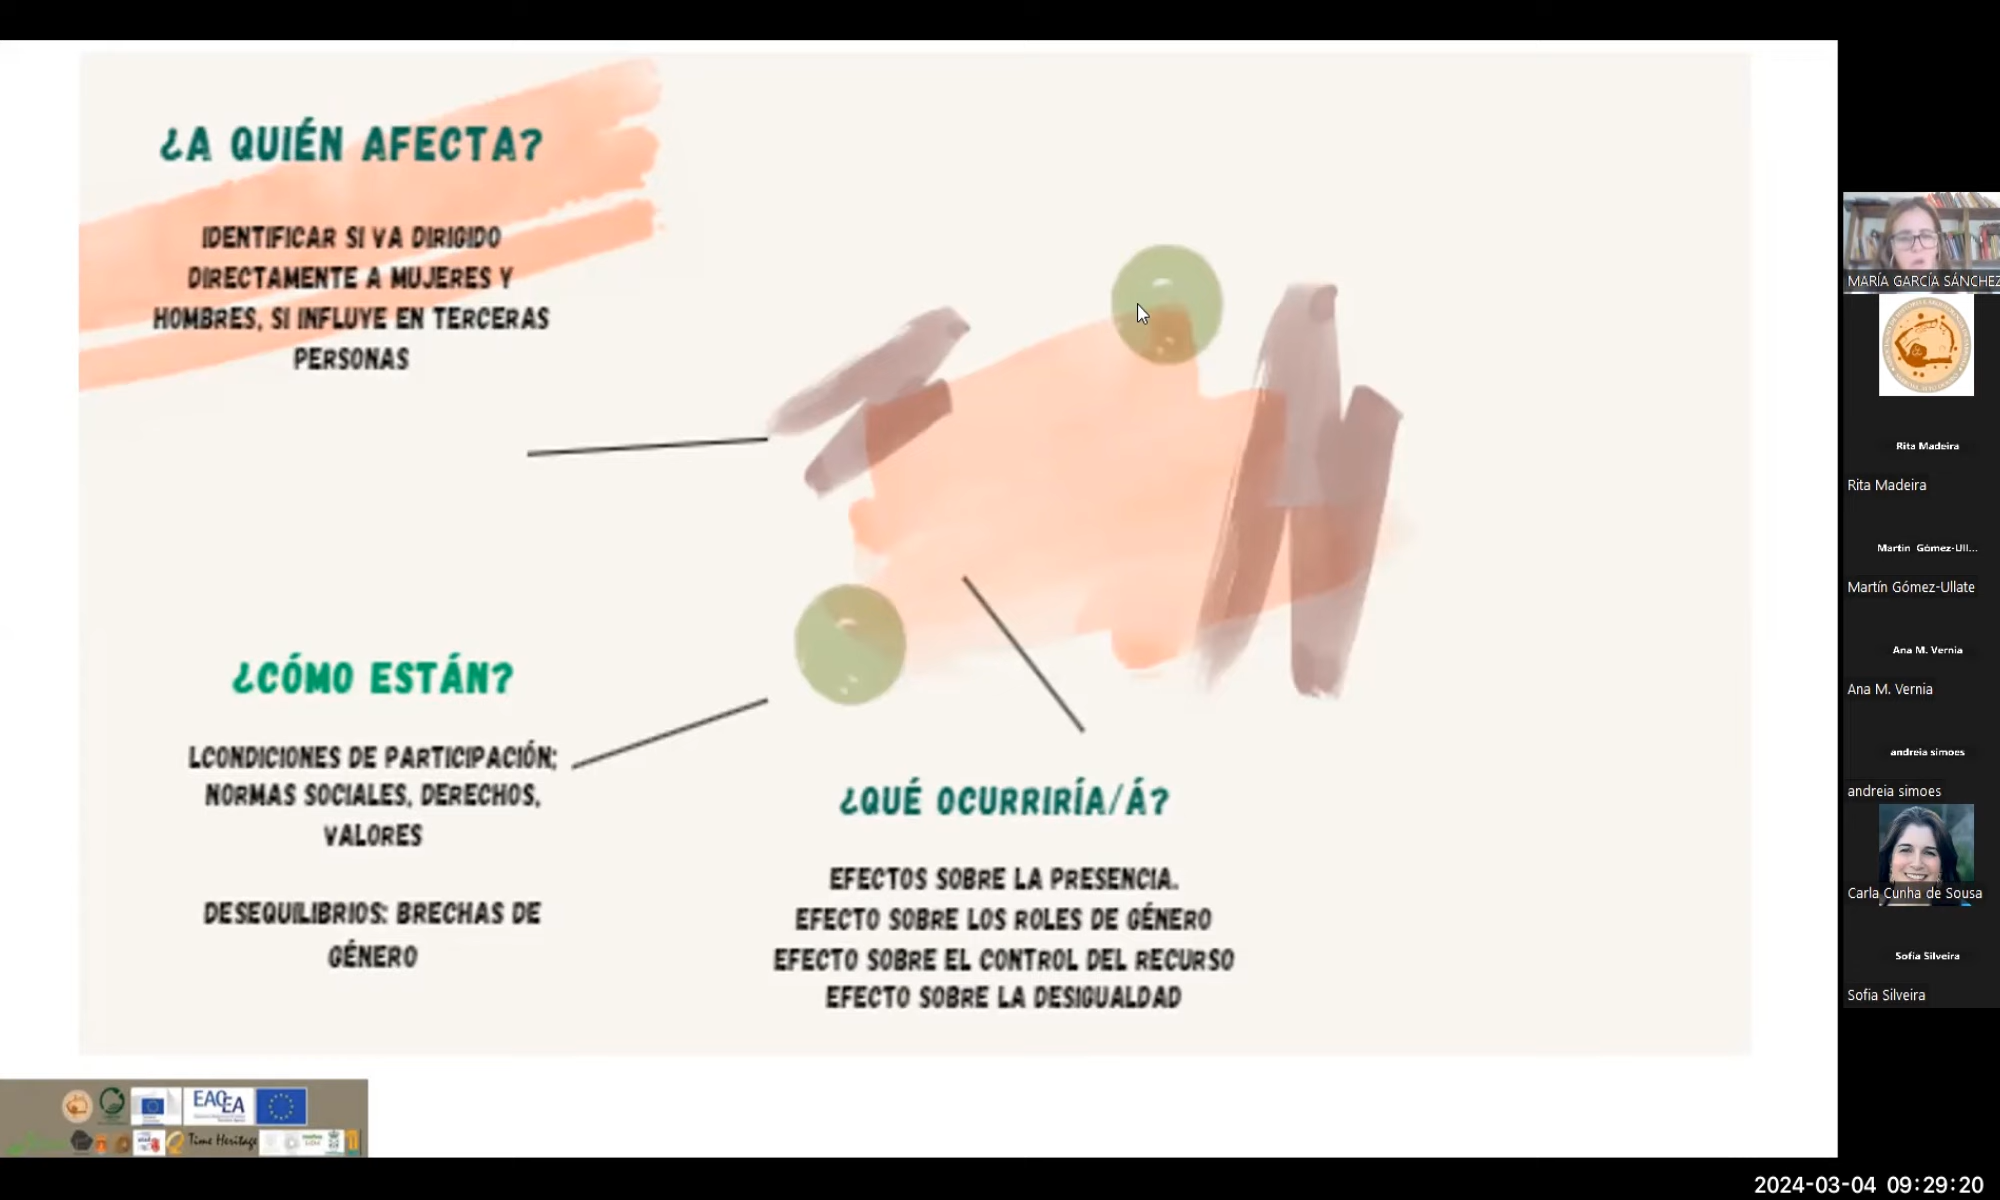 ¿A QUIÉN AFECTA?
IDENTIFICAR SI VA DIRIGIDO
DIRECTAMENTE A MUJERES Y
HOMBRES, SI INFLUYE EN TERCERAS
PERSONAS
¿CÓMO ESTÁN?
LCONDICIONES DE PARTICIPACIÓN;
NORMAS SOCIALES, DERECHOS,
VALORES
DESEQUILIBRIOS: BRECHAS DE
GÉNERO
¿QUÉ OCURRIRÍA/Á?
EFECTOS SOBRE LA PRESENCIA.
EFECTO SOBRE LOS ROLES DE GÉNERO
EFECTO SOBRE EL CONTROL DEL RECURSO
EFECTO SOBRE LA DESIGUALDAD
EACEA
Time Heritage
MARÍA GARCÍA SÁNCHEZ
Rita Madeira
Rita Madeira
Martín Gómez-Ull...
Martín Gómez-Ullate
Ana M. Vernia
Ana M. Vernia
andreia simoes
andreia simoes
Carla Cunha de Sousa
Sofia Silveira
Sofia Silveira
2024-03-04 09:29:20